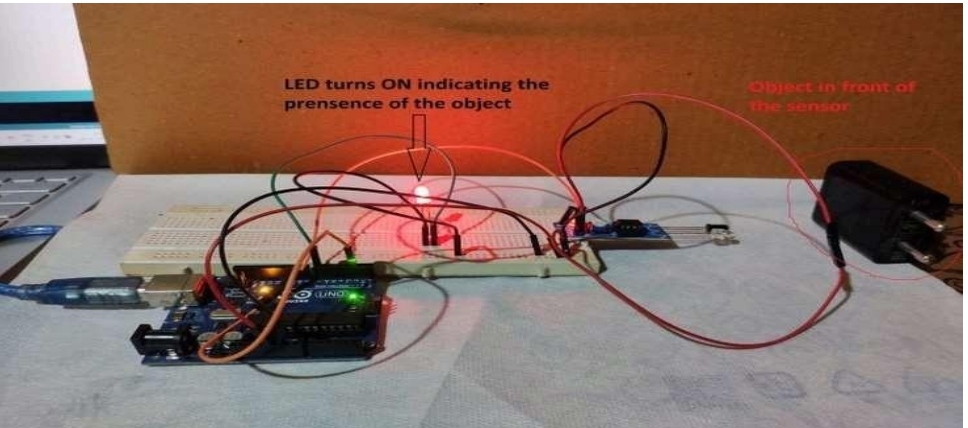 LED turns ON indicating the
prensence of the object
Object in front of
the sensor
UNO